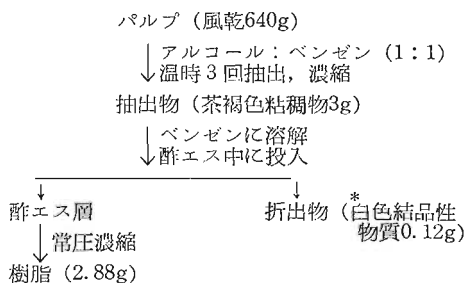 パルプ（風乾640g）
アルコール：ベンゼン（1：1）
温時3回抽出，濃縮
抽出物（茶褐色粘稠物3g）
ベンゼンに溶解
酢エス中に投入
酢エス層
折出物（白色結品性
*
物質0.12g）
常圧濃縮
樹脂（2.88g）